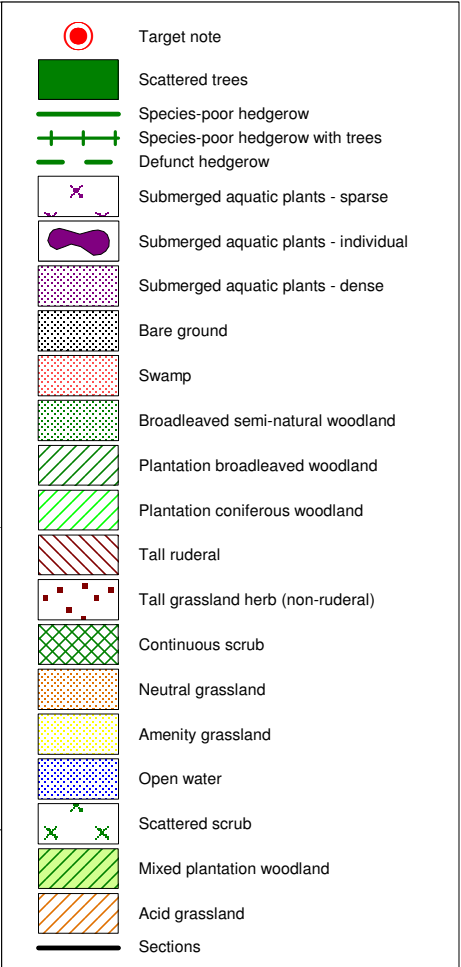 Target note
Scattered trees
Species-poor hedgerow
Species-poor hedgerow with trees
Defunct hedgerow
Submerged aquatic plants - sparse
Submerged aquatic plants - individual
Submerged aquatic plants - dense
Bare ground
Swamp
Broadleaved semi-natural woodland
Plantation broadleaved woodland
Plantation coniferous woodland
Tall ruderal
Tall grassland herb (non-ruderal)
Continuous scrub
Neutral grassland
Amenity grassland
Open water
Scattered scrub
Mixed plantation woodland
Acid grassland
Sections